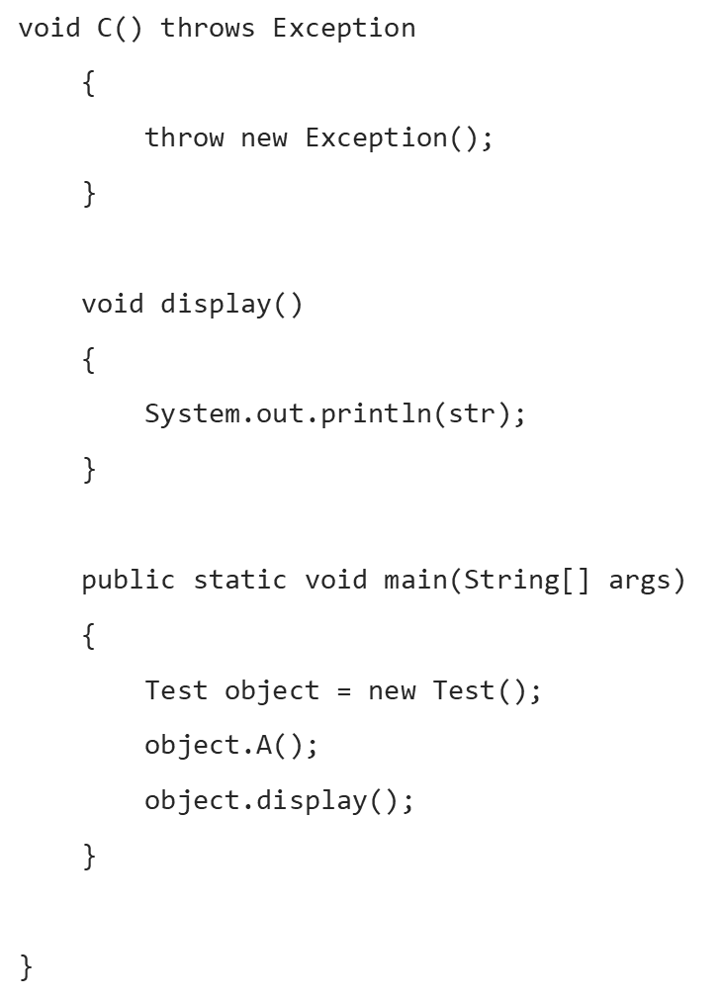 void C() throws Exception
{
throw new Exception();
}
void display()
{
System.out.println(str);
}
public static void main(String[] args)
{
Test object = new Test();
object.A();
object.display();
}
}